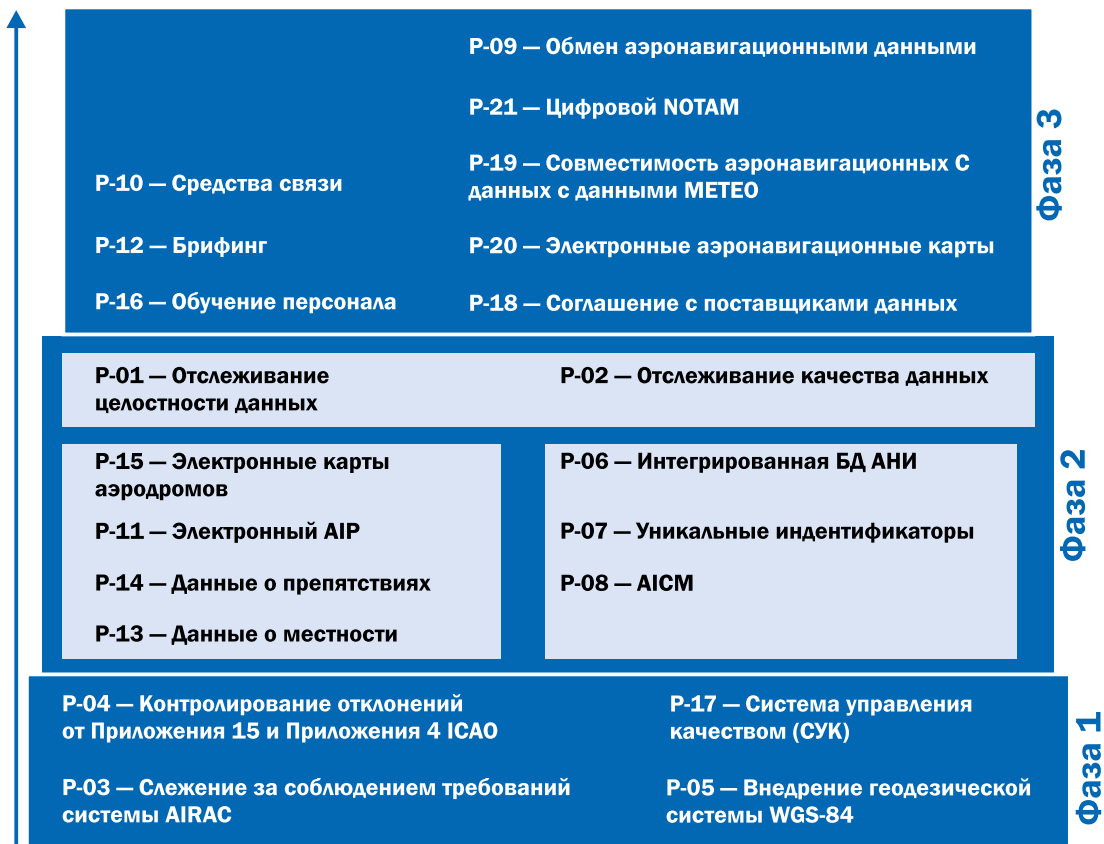 P-09 — Обмен аэронавигационными данными
P-21 — Цифровой NOTAM
P-19 — Совместимость аэронавигационных С
данных с данными МЕТЕО
P-10 — Средства связи
P-12 — Брифинг
P-20 — Электронные аэронавигационные карты
P-16 — Обучение персонала
P-18 — Соглашение с поставщиками данных
Фаза 3
P-01 — Отслеживание
целостности данных
P-02 — Отслеживание качества данных
P-15 — Электронные карты
аэродромов
P-11 — Электронный AIP
P-14 — Данные о препятствиях
P-13 — Данные о местности
P-06 — Интегрированная БД АНИ
P-07 — Уникальные индентификаторы
P-08 — AICM
Фаза 2
P-04 — Контролирование отклонений
от Приложения 15 и Приложения 4 ICAO
P-17 — Система управления
качеством (СУК)
P-03 — Слежение за соблюдением требований
системы AIRAC
P-05 — Внедрение геодезической
системы WGS-84
Фаза 1